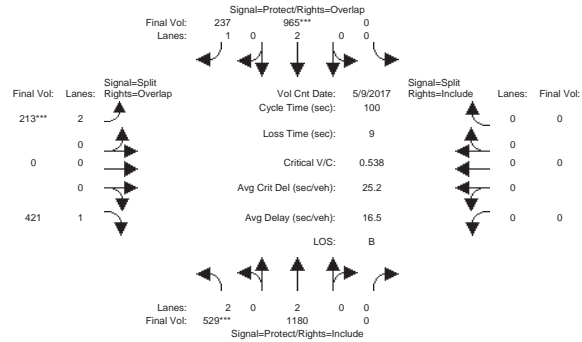 Signal=Protect/Rights=Overlap
Final Vol: 237 965*** 0
Lanes: 1 0 2 0 0
Signal=Split
Final Vol: Lanes: Rights=Overlap
Vol Cnt Date: 5/9/2017
Signal=Split
Rights=Include Lanes: Final Vol:
Cycle Time (sec): 100
213*** 2 0 0
Loss Time (sec): 9
0 0
0 0 Critical V/C: 0.538 0 0
0 Avg Crit Del (sec/veh): 25.2 0
421 1 Avg Delay (sec/veh): 16.5 0 0
LOS: B
Lanes: 2 0 2 0 0
Final Vol: 529*** 1180 0
Signal=Protect/Rights=Include